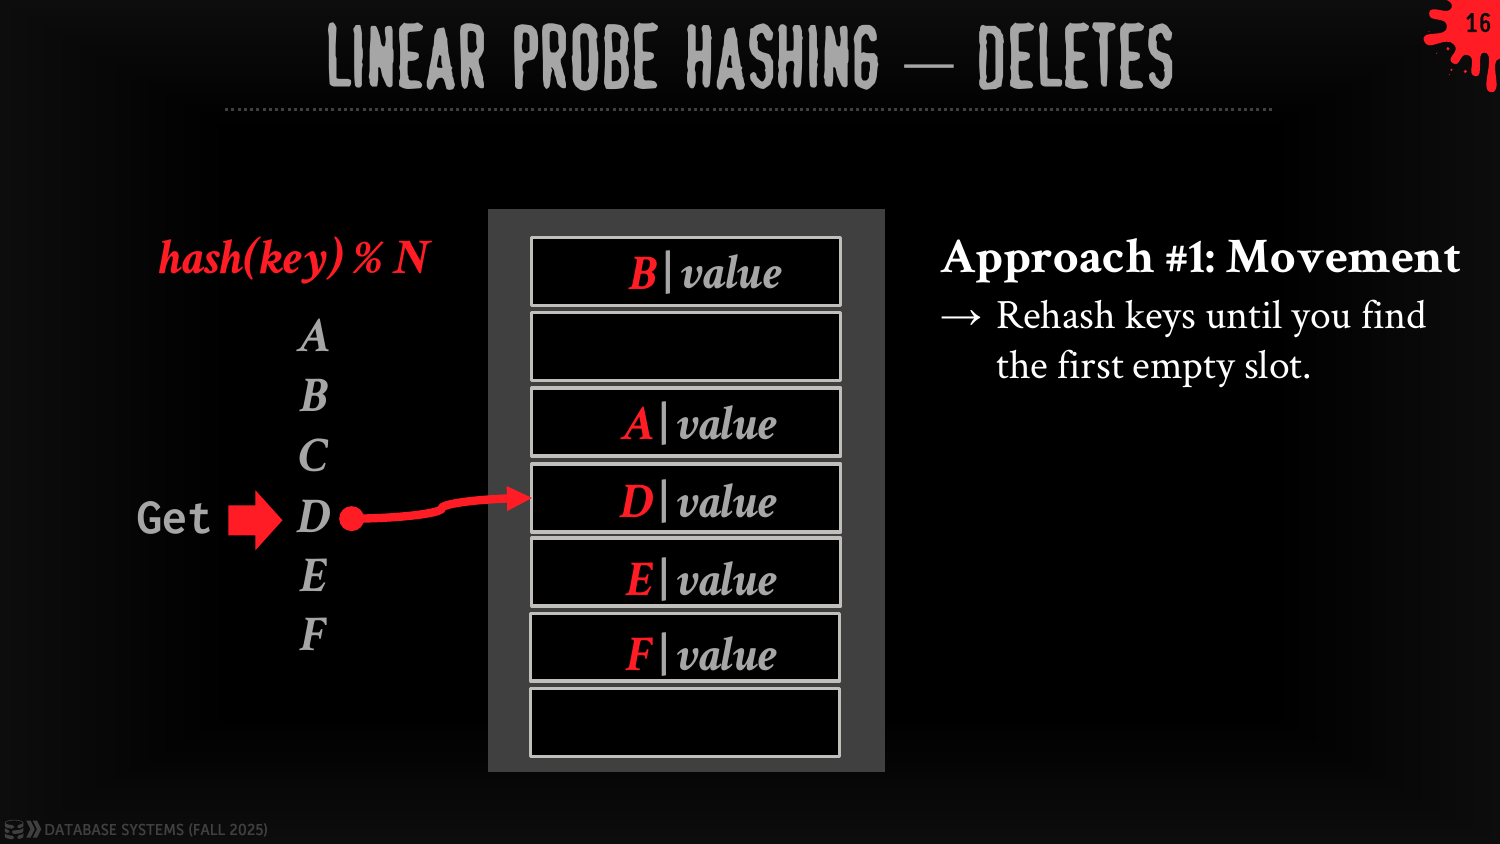 LINEAR PROBE HASHING — DELETES
16
hash(key) % N
A
B
C
Get D
E
F
B|value
A|value
D|value
E|value
F|value
Approach #1: Movement
→ Rehash keys until you find
the first empty slot.
DATABASE SYSTEMS (FALL 2025)